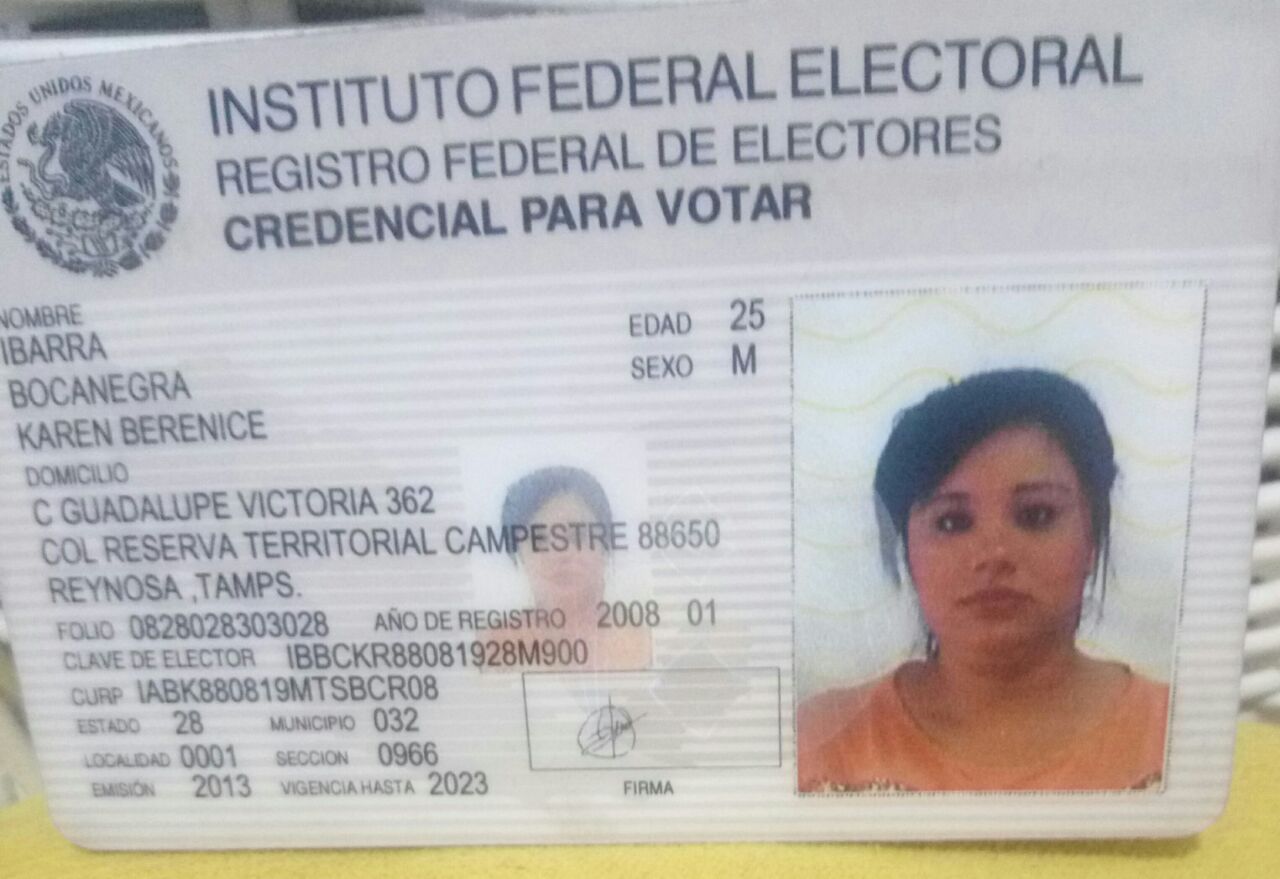 ESTADOS UNIDOS MEXICANOS
INSTITUTO FEDERAL ELECTORAL
REGISTRO FEDERAL DE ELECTORES
CREDENCIAL PARA VOTAR
NOMBRE
IBARRA
BOCANEGRA
KAREN BERENICE
EDAD 25
SEXO M
DOMICILIO
C GUADALUPE VICTORIA 362
COL RESERVA TERRITORIAL CAMPESTRE 88650
REYNOSA ,TAMPS.
FOLIO 0828028303028 AÑO DE REGISTRO 2008 01
CLAVE DE ELECTOR IBBCKR88081928M900
CURP IABK880819MTSBCR08
ESTADO 28 MUNICIPIO 032
LOCALIDAD 0001 SECCION 0966
EMISIÓN 2013 VIGENCIA HASTA 2023
FIRMA